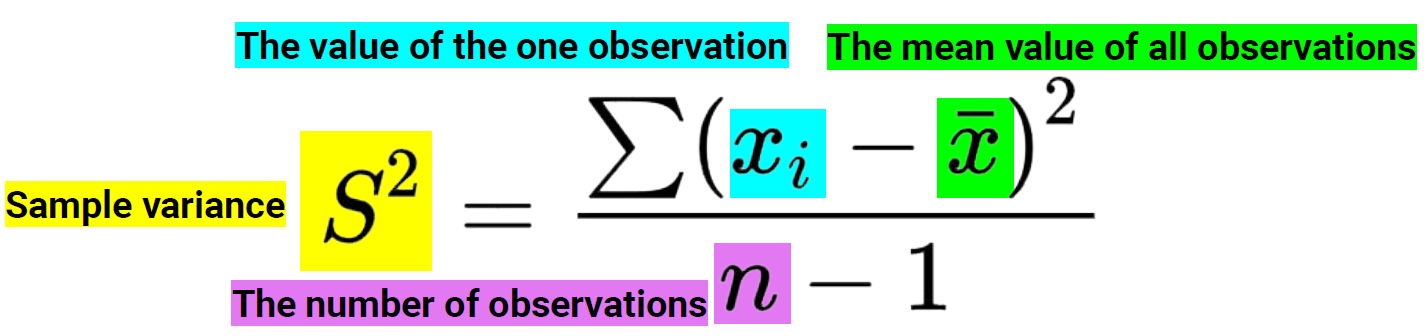 The value of the one observation
The mean value of all observations
Sample variance
S² = ∑(xᵢ − x̄)² / n − 1
The number of observations